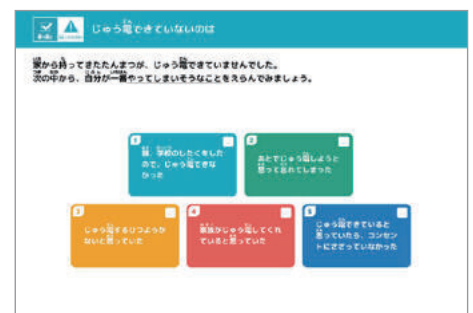 じゅう電できていないのは
家から持ってきたたんまつが、じゅう電できていませんでした。
次の中から、自分が一番やってしまいそうなことをえらんでみましょう。
1
朝、学校のしたくをした
ので、じゅう電できな
かった
2
あとでじゅう電しようと
思って忘れてしまった
3
じゅう電するひつようが
ないと思っていた
4
家族がじゅう電してくれ
ていると思っていた
5
じゅう電できていると
思っていたら、コンセン
トにささっていなかった